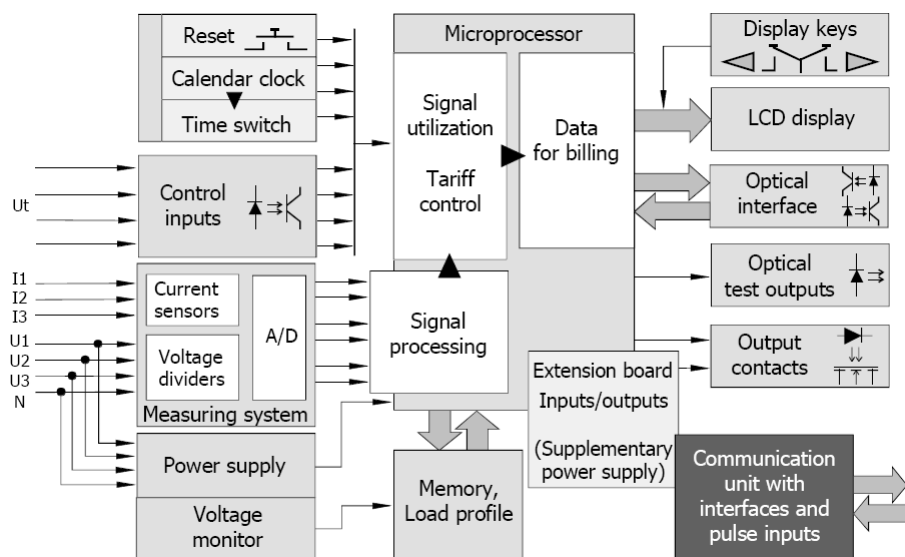 Reset
Calendar clock
Time switch
Microprocessor
Signal
utilization
Tariff
control
Data
for billing
Display keys
LCD display
Ut
Control
inputs
Optical
interface
I1
I2
I3
U1
U2
U3
N
Current
sensors
Voltage
dividers
A/D
Measuring system
Signal
processing
Optical
test outputs
Output
contacts
Extension board
Inputs/outputs
(Supplementary
power supply)
Power supply
Voltage
monitor
Memory,
Load profile
Communication
unit with
interfaces and
pulse inputs